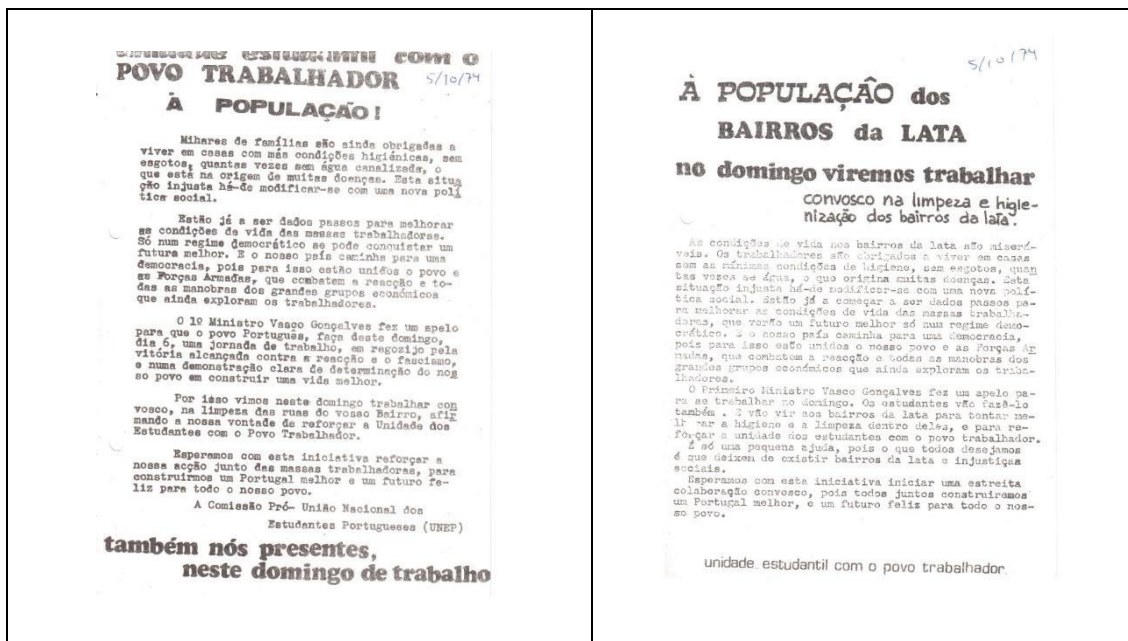 unidade estudantil com o
POVO TRABALHADOR 5/10/74
À POPULAÇÃO!
Mihares de famílias são ainda obrigadas a
viver em casas com más condições higiénicas, sem
esgotos, quantas vezes sem água canalizada, o
que está na origem de muitas doenças. Esta situa
ção injusta há-de modificar-se com uma nova polí
tica social.
Estão já a ser dados passos para melhorar
as condições de vida das massas trabalhadoras.
Só num regime democrático se pode conquistar um
futuro melhor. E o nosso país caminha para uma
democracia, pois para isso estão unidos o povo e
as Forças Armadas, que combatem a reacção e to-
das as manobras dos grandes grupos económicos
que ainda exploram os trabalhadores.
O 1º Ministro Vasco Gonçalves fez um apelo
para que o povo Português, faça deste domingo,
dia 6, uma jornada de trabalho, em regozijo pela
vitória alcançada contra a reacção e o fascismo,
e numa demonstração clara de determinação do nos
so povo em construir uma vida melhor.
Por isso vimos neste domingo trabalhar con
vosco, na limpeza das ruas do vosso Bairro, afir
mando a nossa vontade de reforçar a Unidade dos
Estudantes com o Povo Trabalhador.
Esperamos com esta iniciativa reforçar a
nossa acção junto das massas trabalhadoras, para
construirmos um Portugal melhor e um futuro fe-
liz para todo o nosso povo.
A Comissão Pró- União Nacional dos
Estudantes Portugueses (UNEP)
também nós presentes,
neste domingo de trabalho
5/10/74
À POPULAÇÃO dos
BAIRROS da LATA
no domingo viremos trabalhar
convosco na limpeza e higie-
nização dos bairros da lata.
As condições de vida nos bairros da lata são miserá-
veis. Os trabalhadores são obrigados a viver em casas
sem as mínimas condições de higiene, sem esgotos, quan
tas vezes se água, o que origina muitas doenças. Esta
situação injusta há-de modificar-se com uma nova polí-
tica social. Estão já a começar a ser dados passos pa-
ra melhorar as condições de vida das massas trabalha-
doras, que verão um futuro melhor só num regime demo-
crático. E o nosso país caminha para uma democracia,
pois para isso estão unidos o nosso povo e as Forças Ar
madas, que combatem a reacção e todas as manobras dos
grandes grupos económicos que ainda exploram os traba-
lhadores.
O Primeiro Ministro Vasco Gonçalves fez um apelo pa-
ra se trabalhar no domingo. Os estudantes vão fazê-lo
também . E vão vir aos bairros da lata para tentar me-
lh rar a higiene e a limpeza dentro deles, e para re-
forçar a unidade dos estudantes com o povo trabalhador.
É só uma pequena ajuda, pois o que todos desejamos
é que deixem de existir bairros da lata e injustiças
sociais.
Esperamos com esta iniciativa iniciar uma estreita
colaboração convosco, pois todos juntos construiremos
um Portugal melhor, e um futuro feliz para todo o nos-
so povo.
unidade estudantil com o povo trabalhador